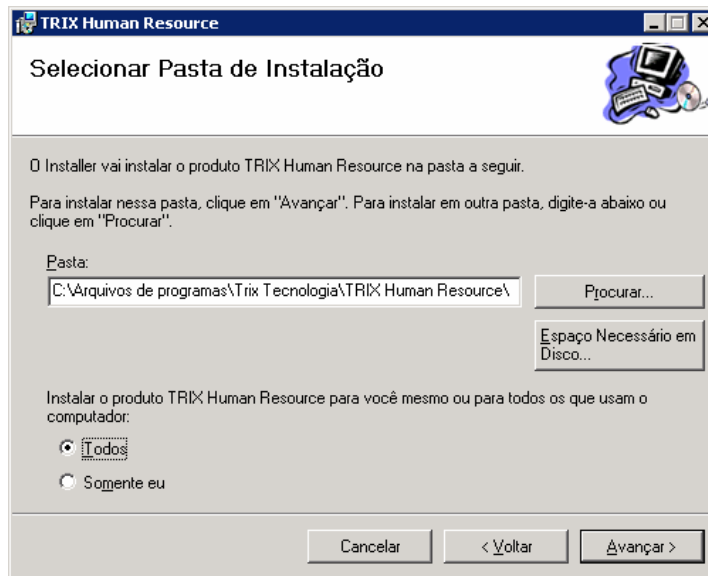 TRIX Human Resource
Selecionar Pasta de Instalação
O Installer vai instalar o produto TRIX Human Resource na pasta a seguir.
Para instalar nessa pasta, clique em "Avançar". Para instalar em outra pasta, digite-a abaixo ou
clique em "Procurar".
Pasta:
C:\Arquivos de programas\Trix Tecnologia\TRIX Human Resource\
Procurar...
Espaço Necessário em
Disco...
Instalar o produto TRIX Human Resource para você mesmo ou para todos os que usam o
computador:
Todos
Somente eu
Cancelar
< Voltar
Avançar >